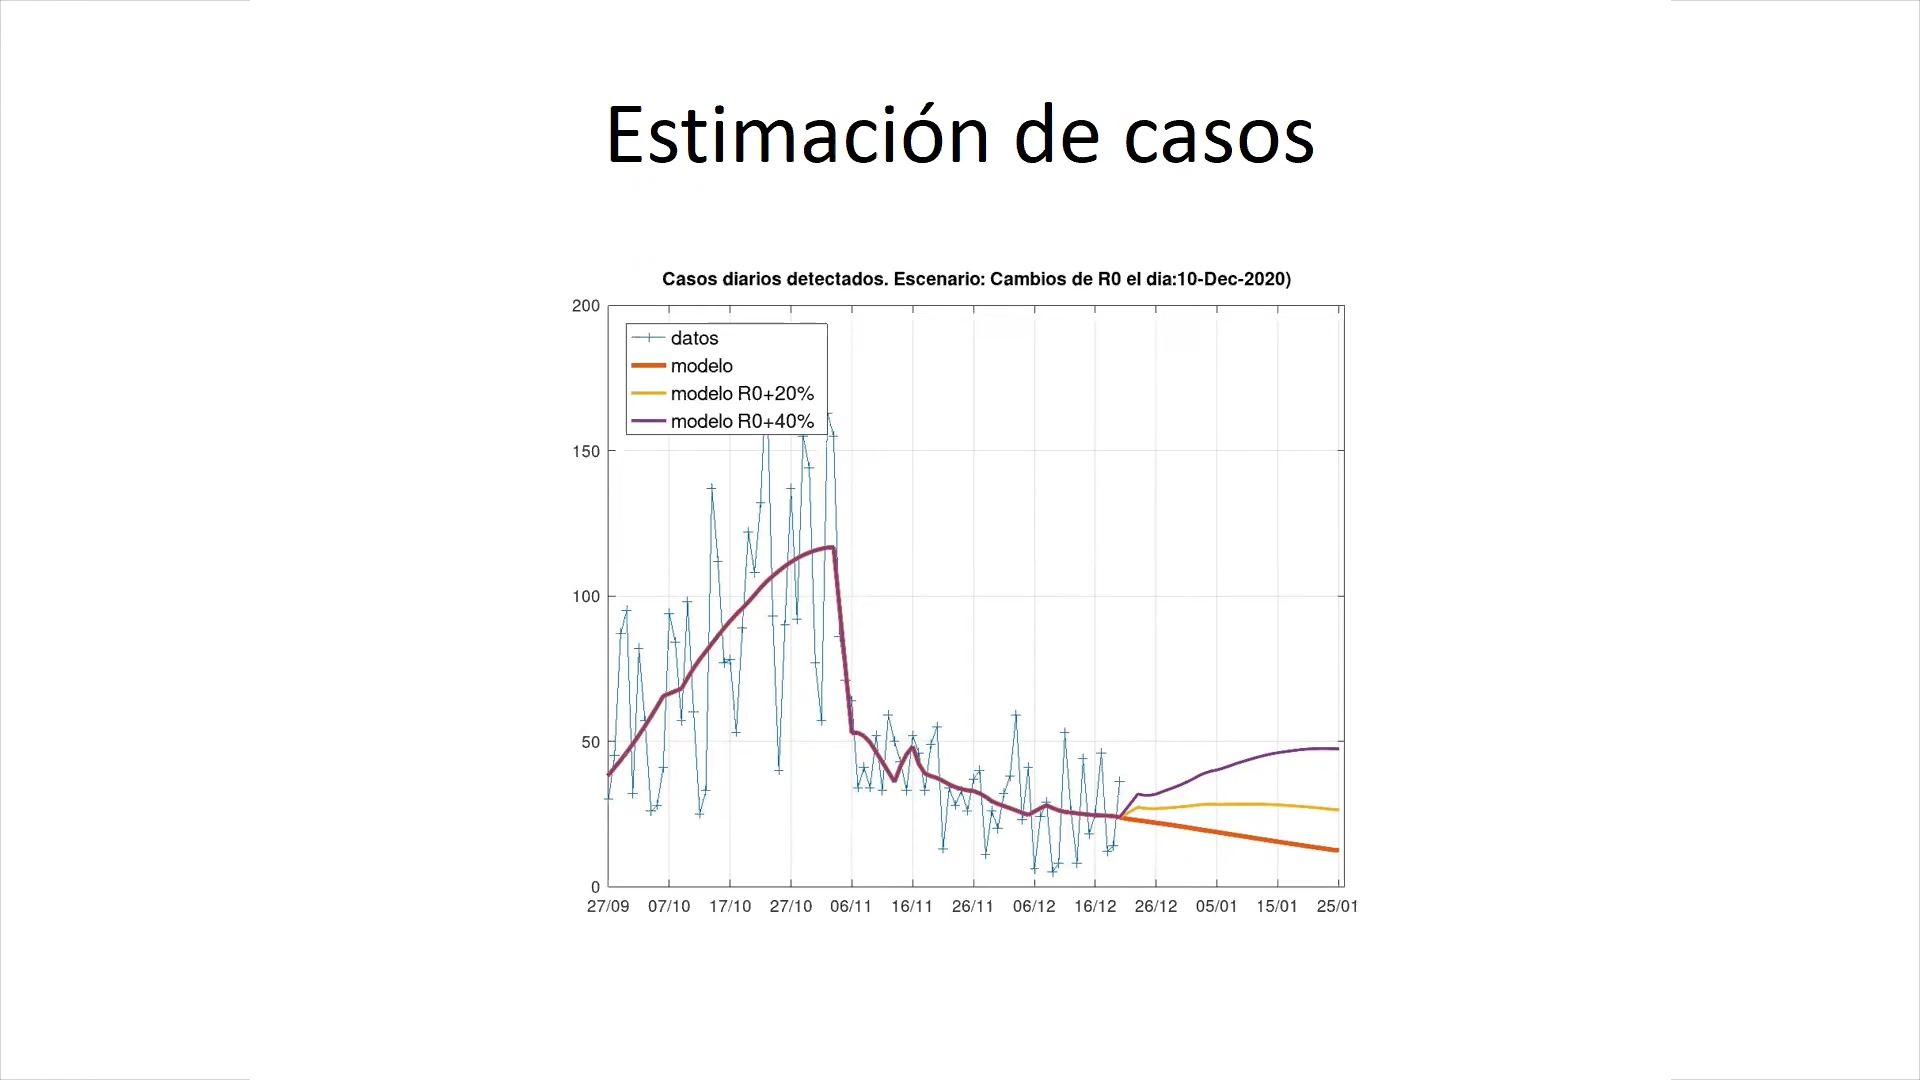 Estimación de casos
Casos diarios detectados. Escenario: Cambios de R0 el dia:10-Dec-2020)
200
150
100
50
0
datos
modelo
modelo R0+20%
modelo R0+40%
27/09 07/10 17/10 27/10 06/11 16/11 26/11 06/12 16/12 26/12 05/01 15/01 25/01